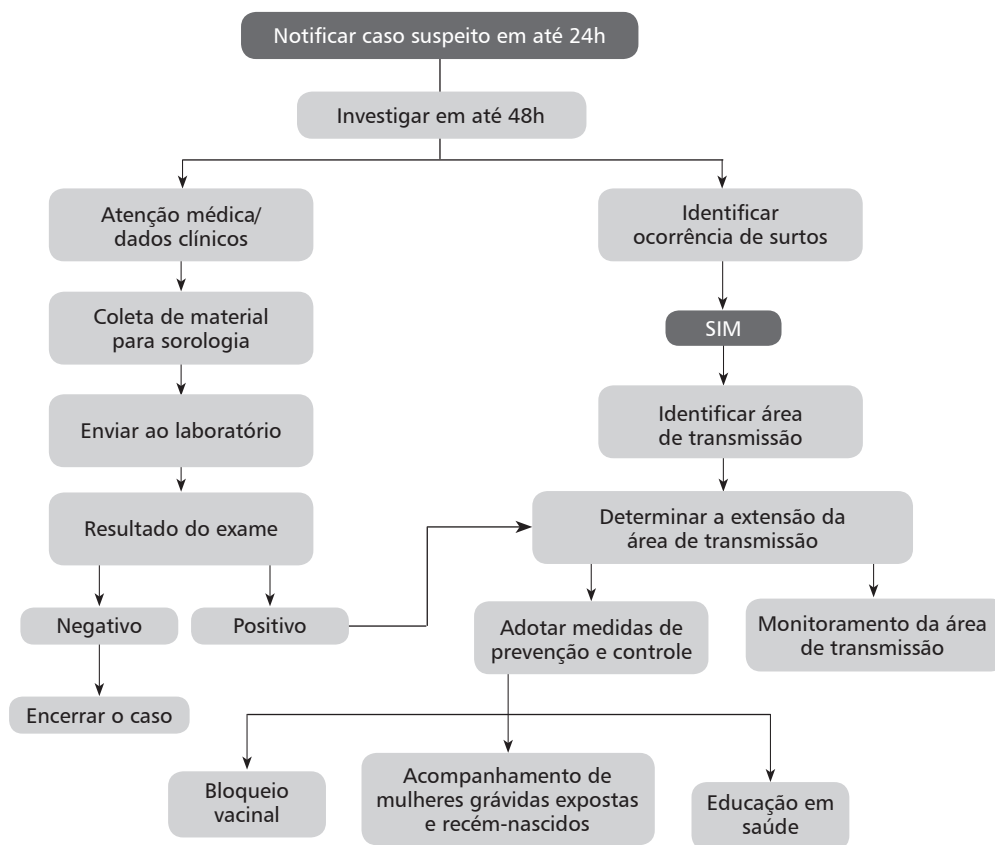 Notificar caso suspeito em até 24h
Investigar em até 48h
Atenção médica/
dados clínicos
Coleta de material
para sorologia
Enviar ao laboratório
Resultado do exame
Negativo
Positivo
Encerrar o caso
Identificar
ocorrência de surtos
SIM
Identificar área
de transmissão
Determinar a extensão da
área de transmissão
Adotar medidas de
prevenção e controle
Monitoramento da área
de transmissão
Bloqueio
vacinal
Acompanhamento de
mulheres grávidas expostas
e recém-nascidos
Educação em
saúde